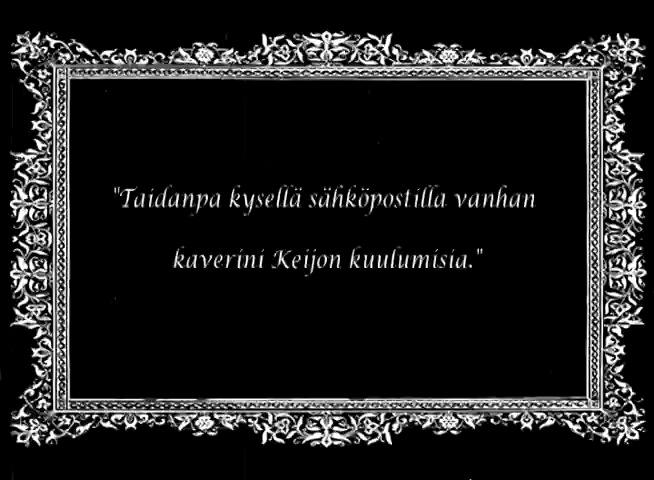 "Taidanpa kysellä sähköpostilla vanhan
kaverini Keijon kuulumisia."